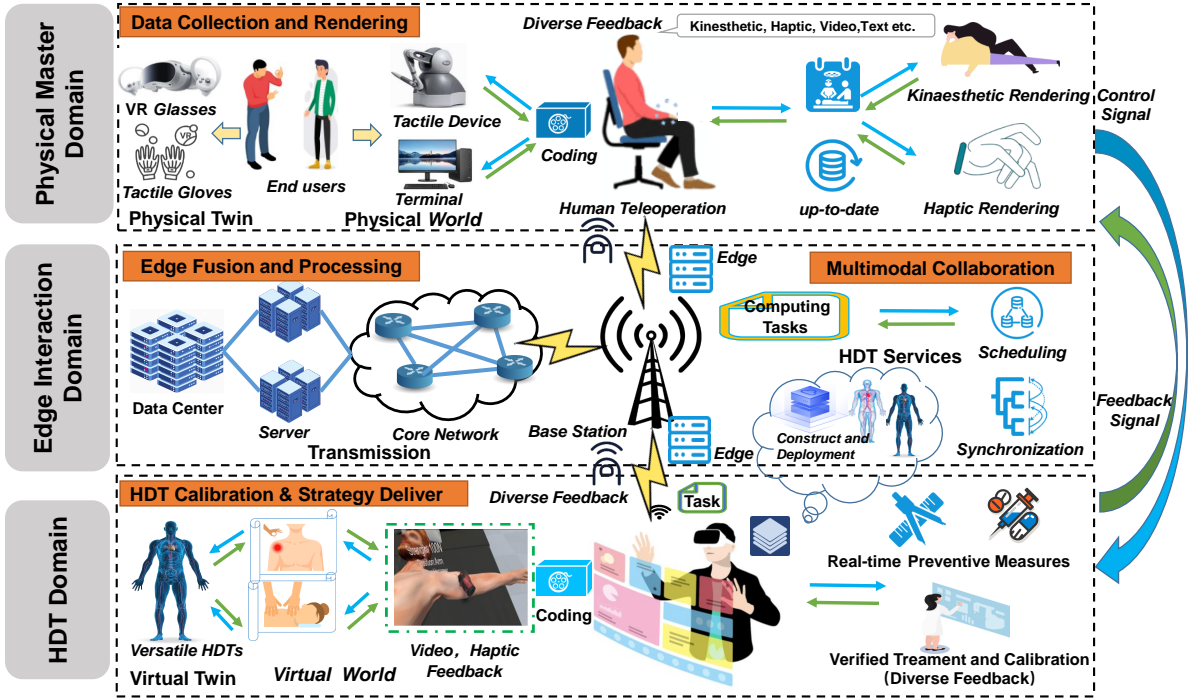 Physical Master
Domain
Data Collection and Rendering
Diverse Feedback
Kinesthetic, Haptic, Video,Text etc.
VR Glasses
VR
Tactile Gloves
End users
Tactile Device
Terminal
Coding
Physical Twin
Physical World
Human Teleoperation
up-to-date
Kinaesthetic Rendering
Haptic Rendering
Control
Signal
Edge Interaction
Domain
Edge Fusion and Processing
Edge
Multimodal Collaboration
Computing
Tasks
Scheduling
HDT Services
Data Center
Server
Core Network
Base Station
Transmission
Edge
Construct and
Deployment
Synchronization
Feedback
Signal
HDT Domain
HDT Calibration & Strategy Deliver
Diverse Feedback
Task
Versatile HDTs
Virtual Twin
Virtual World
Video, Haptic
Feedback
Coding
Real-time Preventive Measures
Verified Treament and Calibration
(Diverse Feedback)